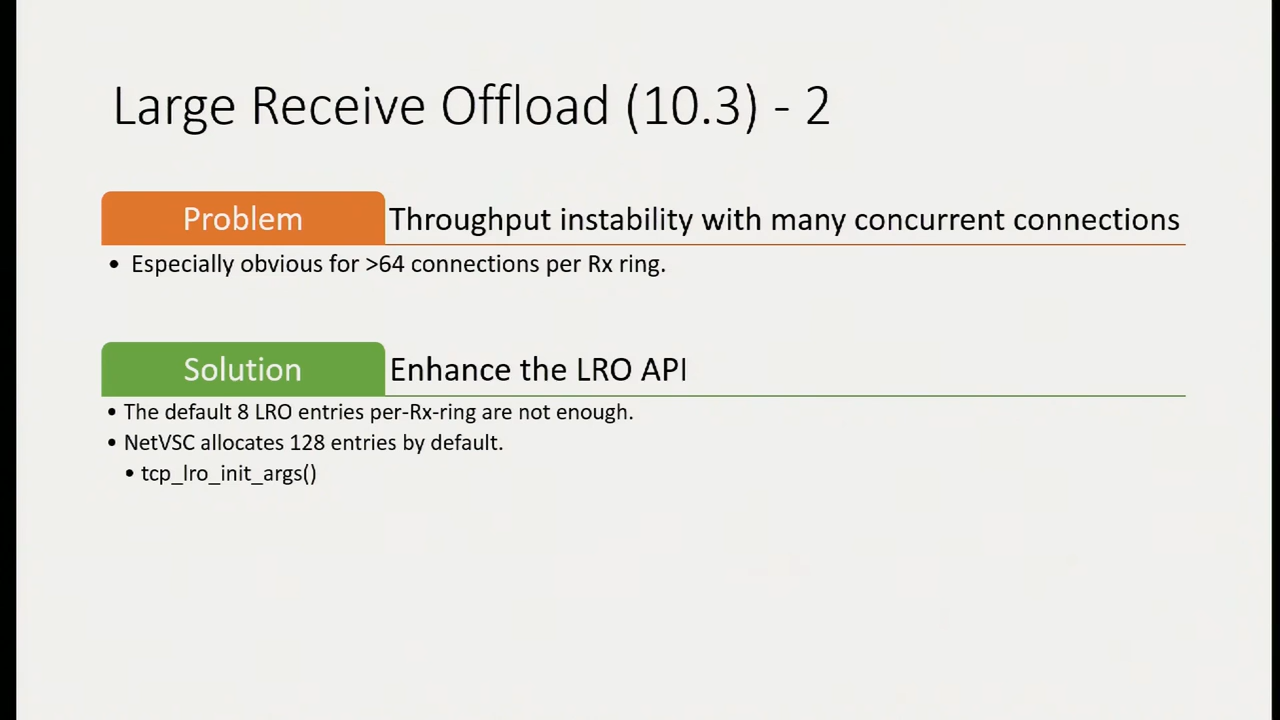 Large Receive Offload (10.3) - 2
Problem
Throughput instability with many concurrent connections
• Especially obvious for >64 connections per Rx ring.
Solution
Enhance the LRO API
• The default 8 LRO entries per-Rx-ring are not enough.
• NetVSC allocates 128 entries by default.
• tcp_lro_init_args()